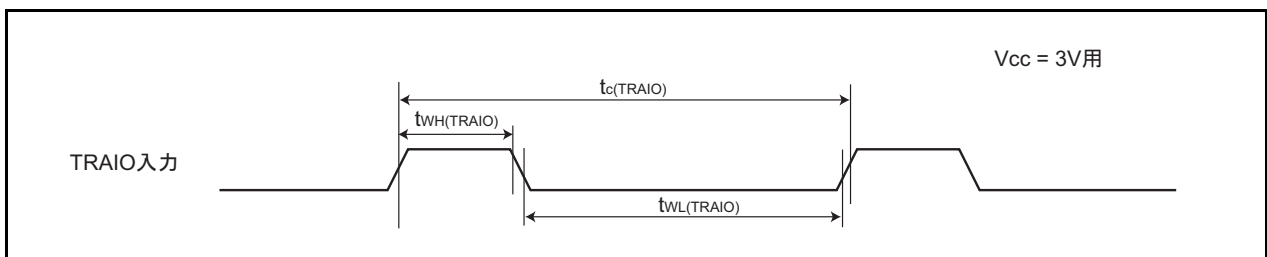 Vcc = 3V用
tc(TRAIO)
tWH(TRAIO)
TRAIO入力
tWL(TRAIO)